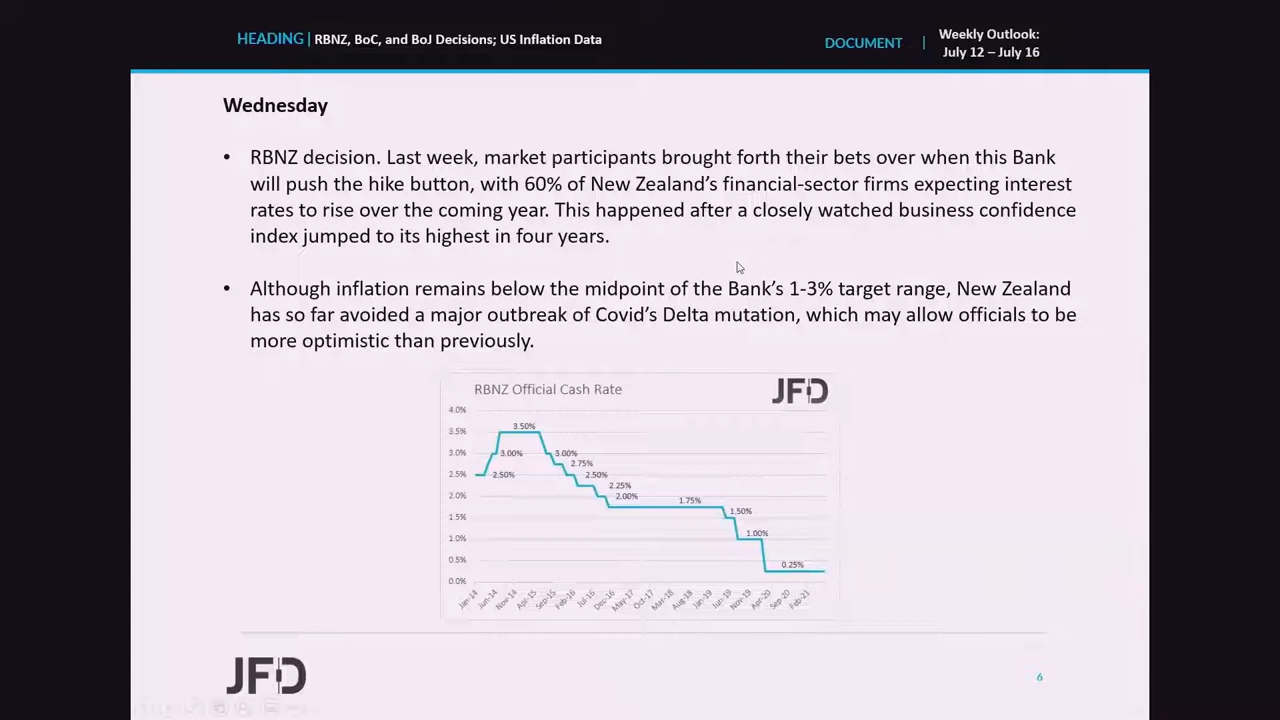 HEADING | RBNZ, BoC, and BoJ Decisions; US Inflation Data
DOCUMENT | Weekly Outlook:
July 12 – July 16
Wednesday
• RBNZ decision. Last week, market participants brought forth their bets over when this Bank
will push the hike button, with 60% of New Zealand’s financial-sector firms expecting interest
rates to rise over the coming year. This happened after a closely watched business confidence
index jumped to its highest in four years.
• Although inflation remains below the midpoint of the Bank’s 1-3% target range, New Zealand
has so far avoided a major outbreak of Covid’s Delta mutation, which may allow officials to be
more optimistic than previously.
RBNZ Official Cash Rate
JFD
4.0%
3.5%
3.0%
2.5%
2.0%
1.5%
1.0%
0.5%
0.0%
3.50%
3.00%
2.50%
3.00%
2.75%
2.50%
2.25%
2.00%
1.75%
1.50%
1.00%
0.25%
Jan-14
Jun-14
Nov-14
Apr-15
Sep-15
Feb-16
Jul-16
Dec-16
May-17
Oct-17
Mar-18
Aug-18
Jan-19
Jun-19
Nov-19
Apr-20
Sep-20
Feb-21
JFD
6